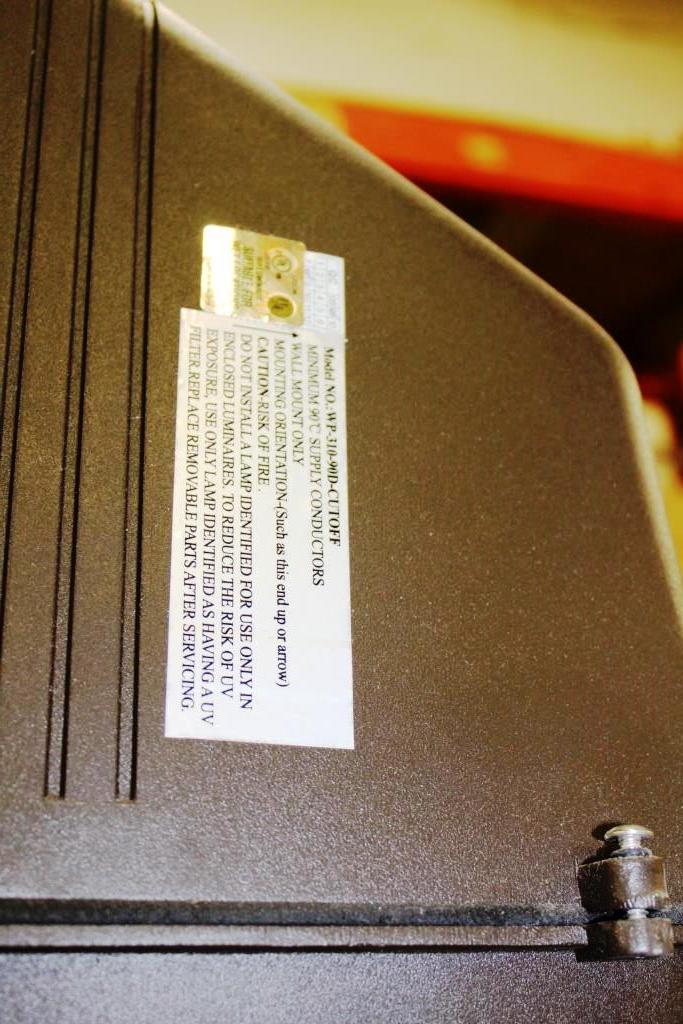 SUITABLE FOR
Model NO.:WP-310-90D-CUTOFF
MINIMUM 90°C SUPPLY CONDUCTORS
WALL MOUNT ONLY
MOUNTING ORIENTATION-(Such as this end up or arrow)
CAUTION-RISK OF FIRE.
DO NOT INSTALL A LAMP IDENTIFIED FOR USE ONLY IN
ENCLOSED LUMINAIRES. TO REDUCE THE RISK OF UV
EXPOSURE, USE ONLY LAMP IDENTIFIED AS HAVING A UV
FILTER.REPLACE REMOVABLE PARTS AFTER SERVICING.